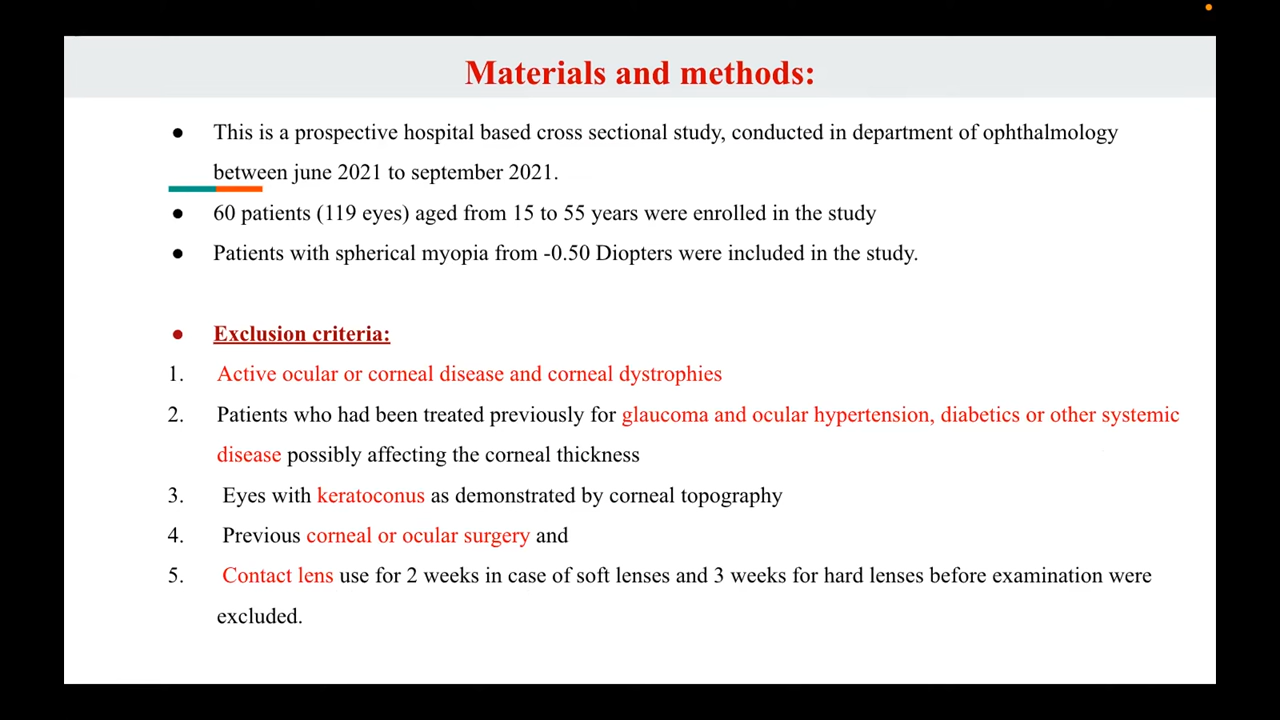 Materials and methods:
● This is a prospective hospital based cross sectional study, conducted in department of ophthalmology
between june 2021 to september 2021.
● 60 patients (119 eyes) aged from 15 to 55 years were enrolled in the study
● Patients with spherical myopia from -0.50 Diopters were included in the study.
● Exclusion criteria:
1. Active ocular or corneal disease and corneal dystrophies
2. Patients who had been treated previously for glaucoma and ocular hypertension, diabetics or other systemic
disease possibly affecting the corneal thickness
3. Eyes with keratoconus as demonstrated by corneal topography
4. Previous corneal or ocular surgery and
5. Contact lens use for 2 weeks in case of soft lenses and 3 weeks for hard lenses before examination were
excluded.